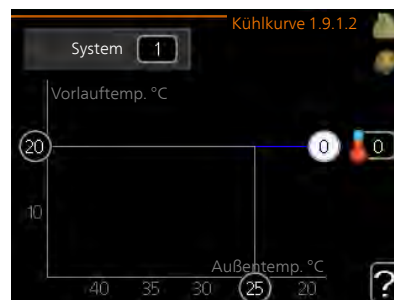 Kühlkurve 1.9.1.2
System 1
Vorlauftemp. °C
20 0 0
10
Außentemp. °C
40 35 30 25 20
?